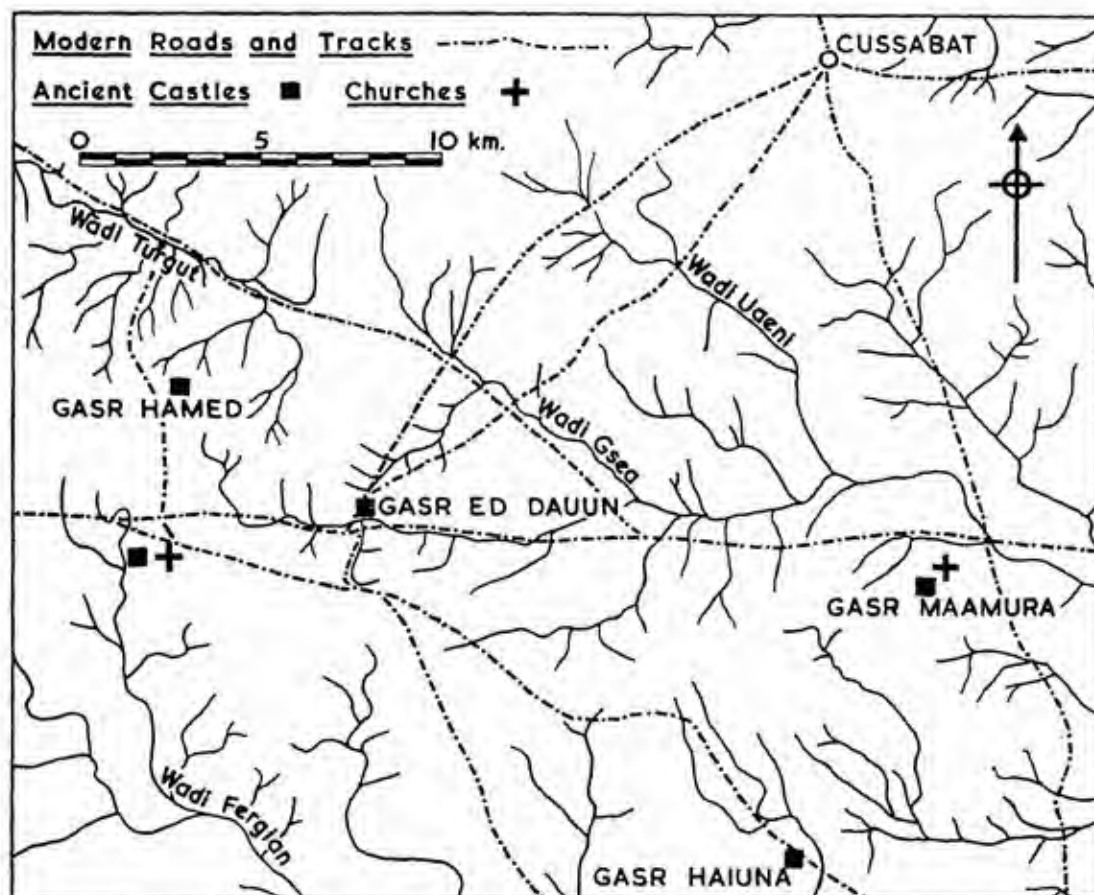 Modern Roads and Tracks
Ancient Castles Churches
0 5 10 km.
CUSSABAT
Wadi Turgut
Wadi Uaeni
GASR HAMED
Wadi Gsea
GASR ED DAUUN
GASR MAAMURA
Wadi Ferglan
GASR HAIUNA